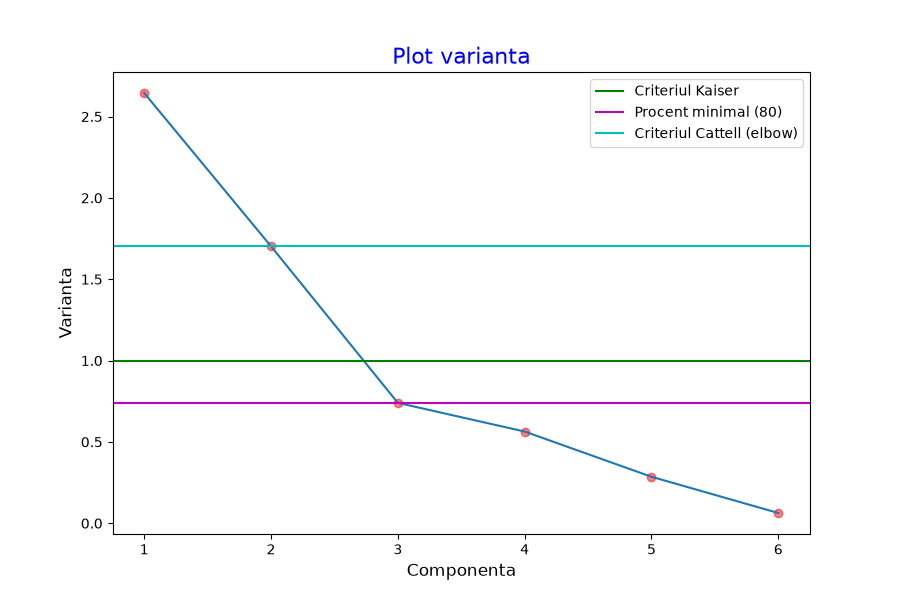 Plot varianta
Criteriul Kaiser
Procent minimal (80)
Criteriul Cattell (elbow)
2.5
2.0
1.5
1.0
0.5
0.0
Varianta
1 2 3 4 5 6
Componenta